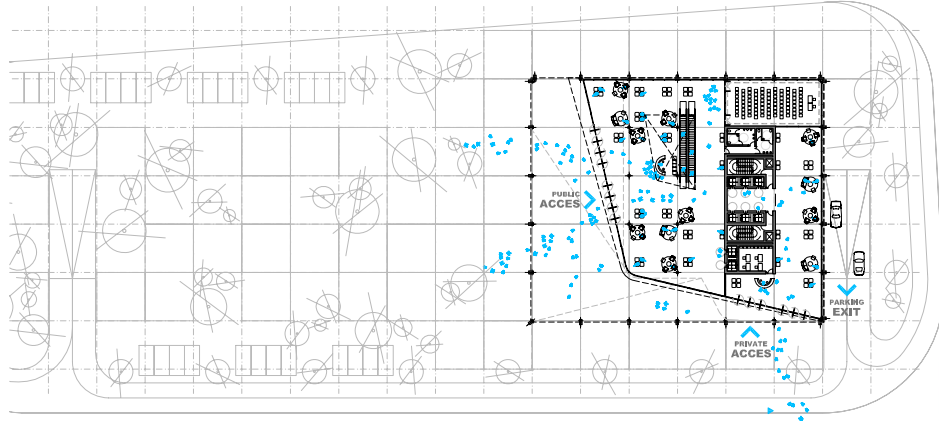 PUBLIC
ACCES
PARKING
EXIT
PRIVATE
ACCES